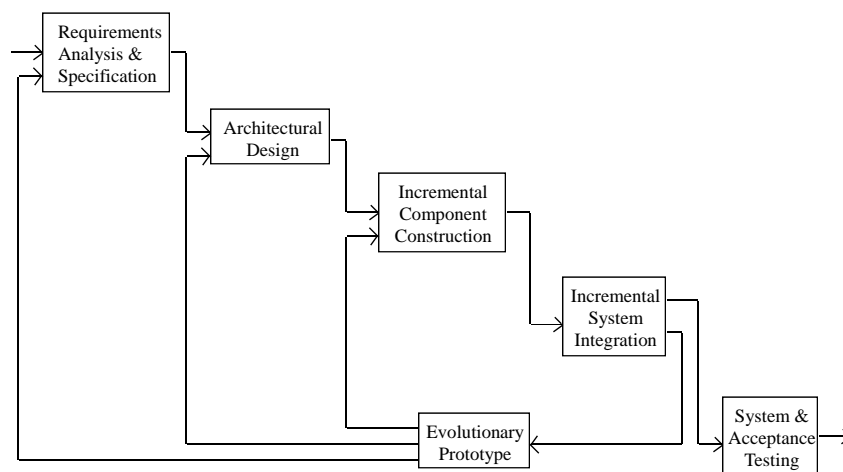 Requirements
Analysis &
Specification
Architectural
Design
Incremental
Component
Construction
Incremental
System
Integration
Evolutionary
Prototype
System &
Acceptance
Testing